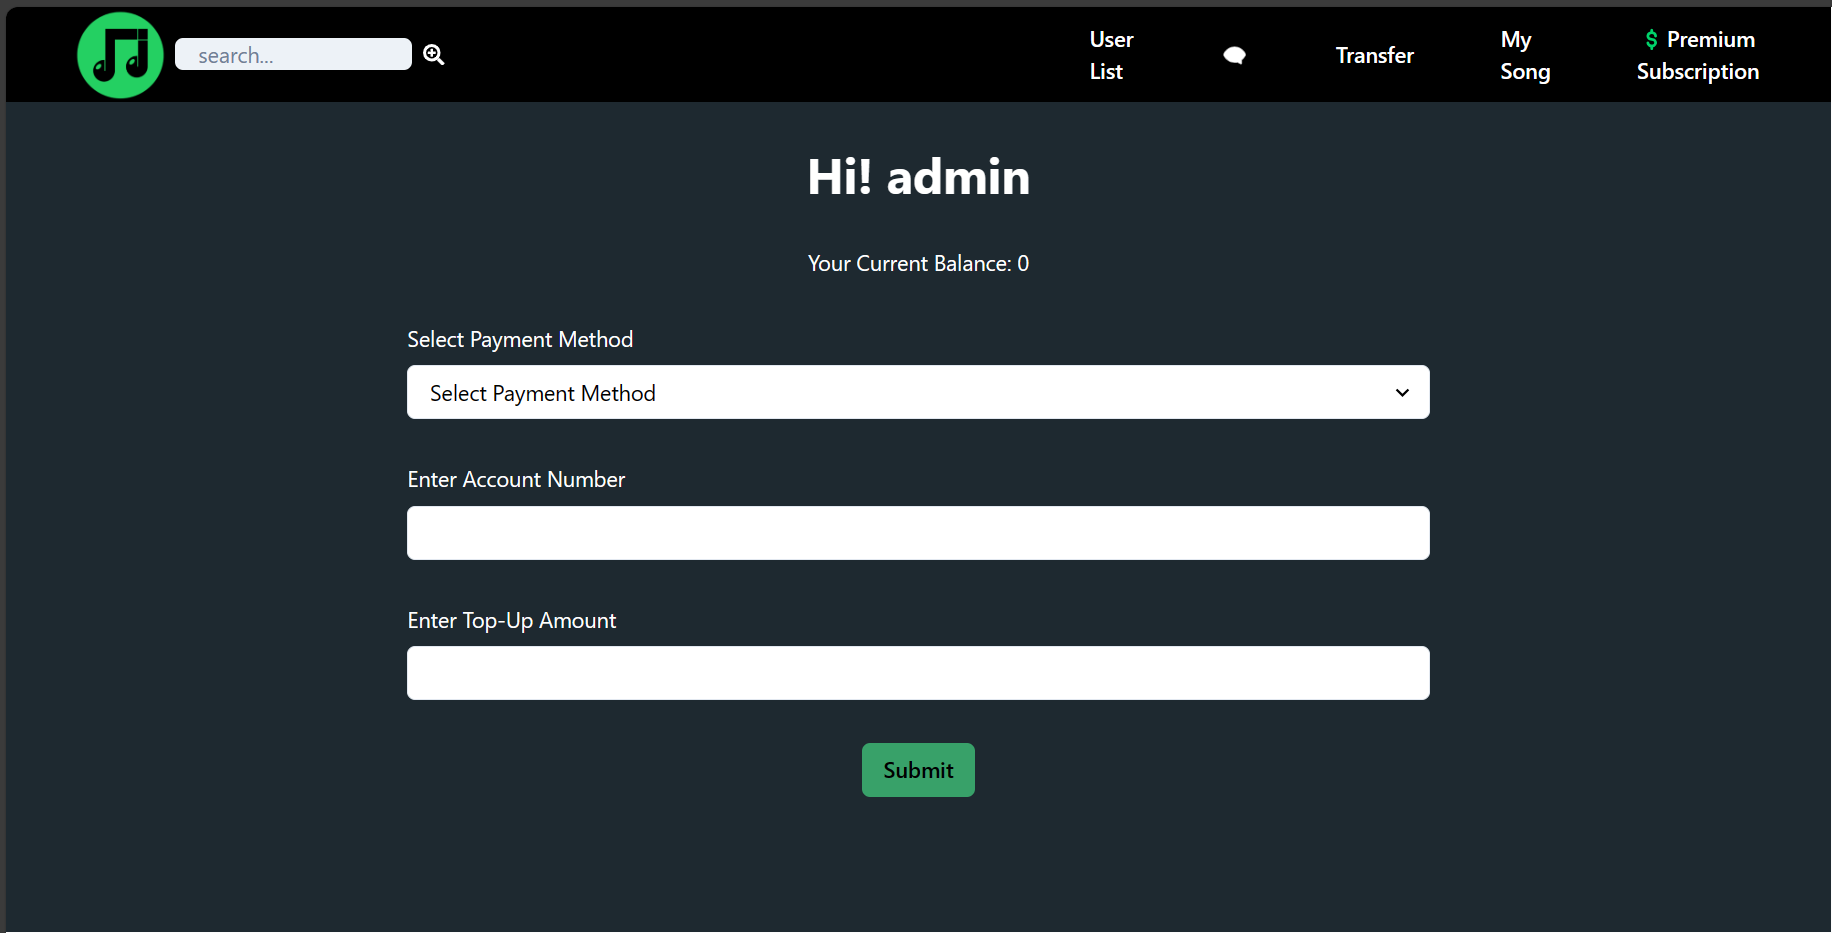 search...
User
List
Transfer
My
Song
$ Premium
Subscription
Hi! admin
Your Current Balance: 0
Select Payment Method
Select Payment Method
Enter Account Number
Enter Top-Up Amount
Submit